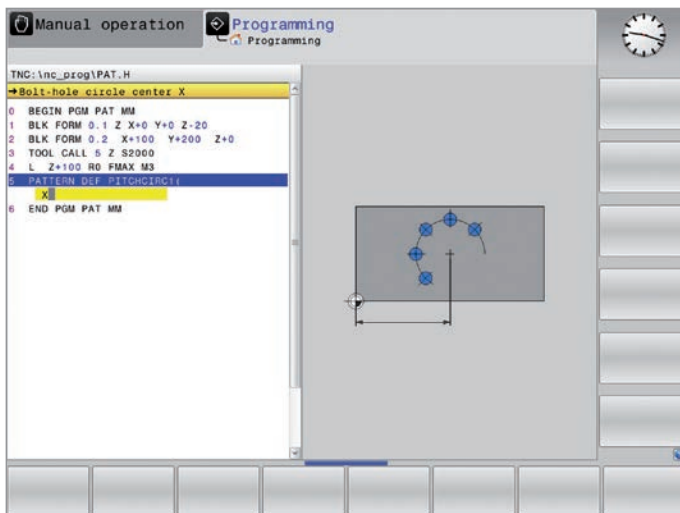 Manual operation
Programming
Programming
TNC:\nc_prog\PAT.H
→Bolt-hole circle center X
0 BEGIN PGM PAT MM
1 BLK FORM 0.1 Z X+0 Y+0 Z-20
2 BLK FORM 0.2 X+100 Y+200 Z+0
3 TOOL CALL 5 Z S2000
4 L Z+100 R0 FMAX M3
5 PATTERN DEF PITCHCIRC1(
X
6 END PGM PAT MM